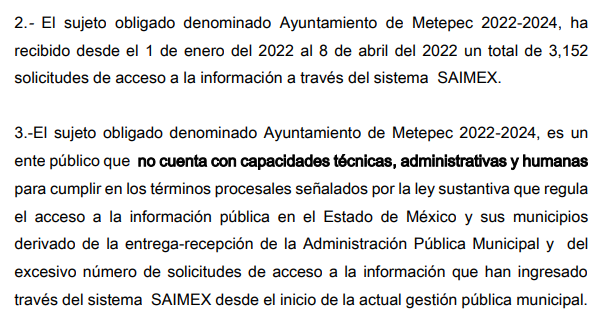 2.- El sujeto obligado denominado Ayuntamiento de Metepec 2022-2024, ha
recibido desde el 1 de enero del 2022 al 8 de abril del 2022 un total de 3,152
solicitudes de acceso a la información a través del sistema SAIMEX.
3.-El sujeto obligado denominado Ayuntamiento de Metepec 2022-2024, es un
ente público que no cuenta con capacidades técnicas, administrativas y humanas
para cumplir en los términos procesales señalados por la ley sustantiva que regula
el acceso a la información pública en el Estado de México y sus municipios
derivado de la entrega-recepción de la Administración Pública Municipal y del
excesivo número de solicitudes de acceso a la información que han ingresado
través del sistema SAIMEX desde el inicio de la actual gestión pública municipal.